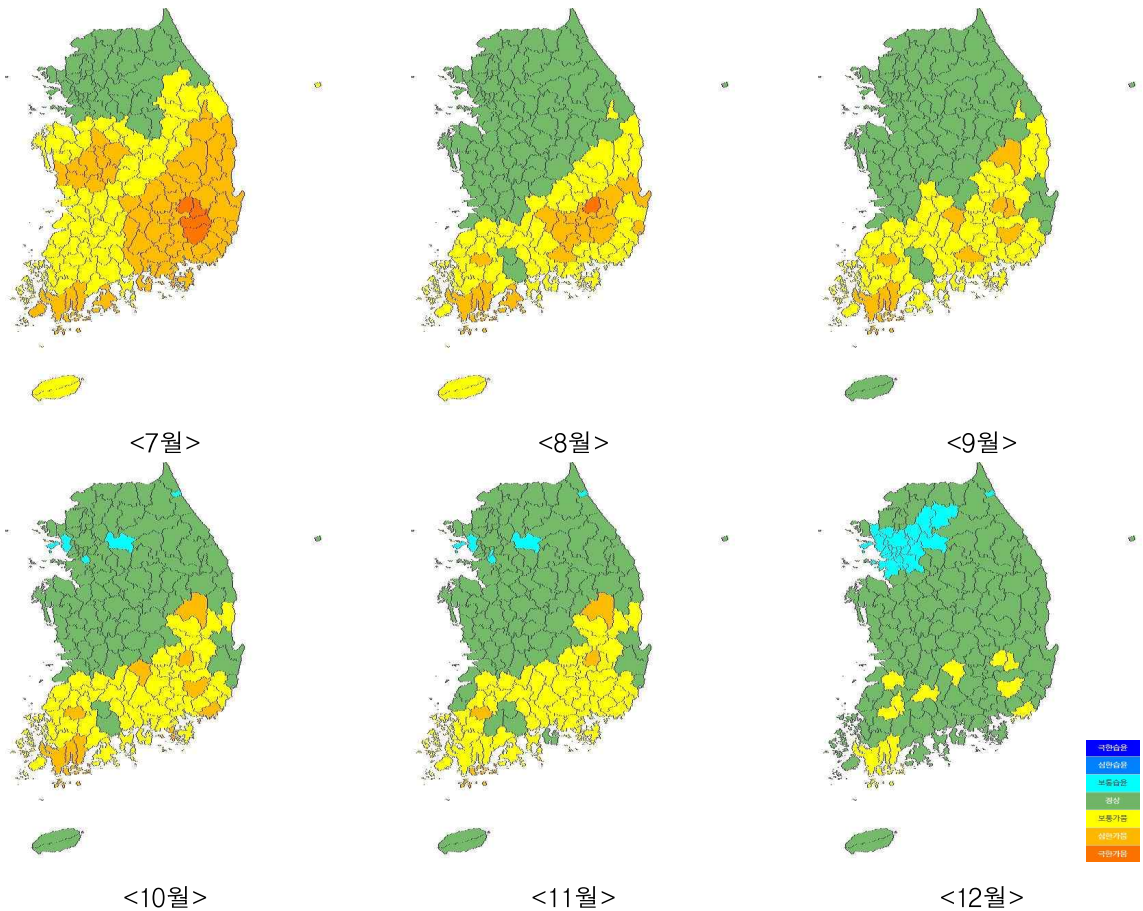 <7월>
<8월>
<9월>
극한습윤
심한습윤
보통습윤
정상
보통가뭄
심한가뭄
극한가뭄
<10월>
<11월>
<12월>